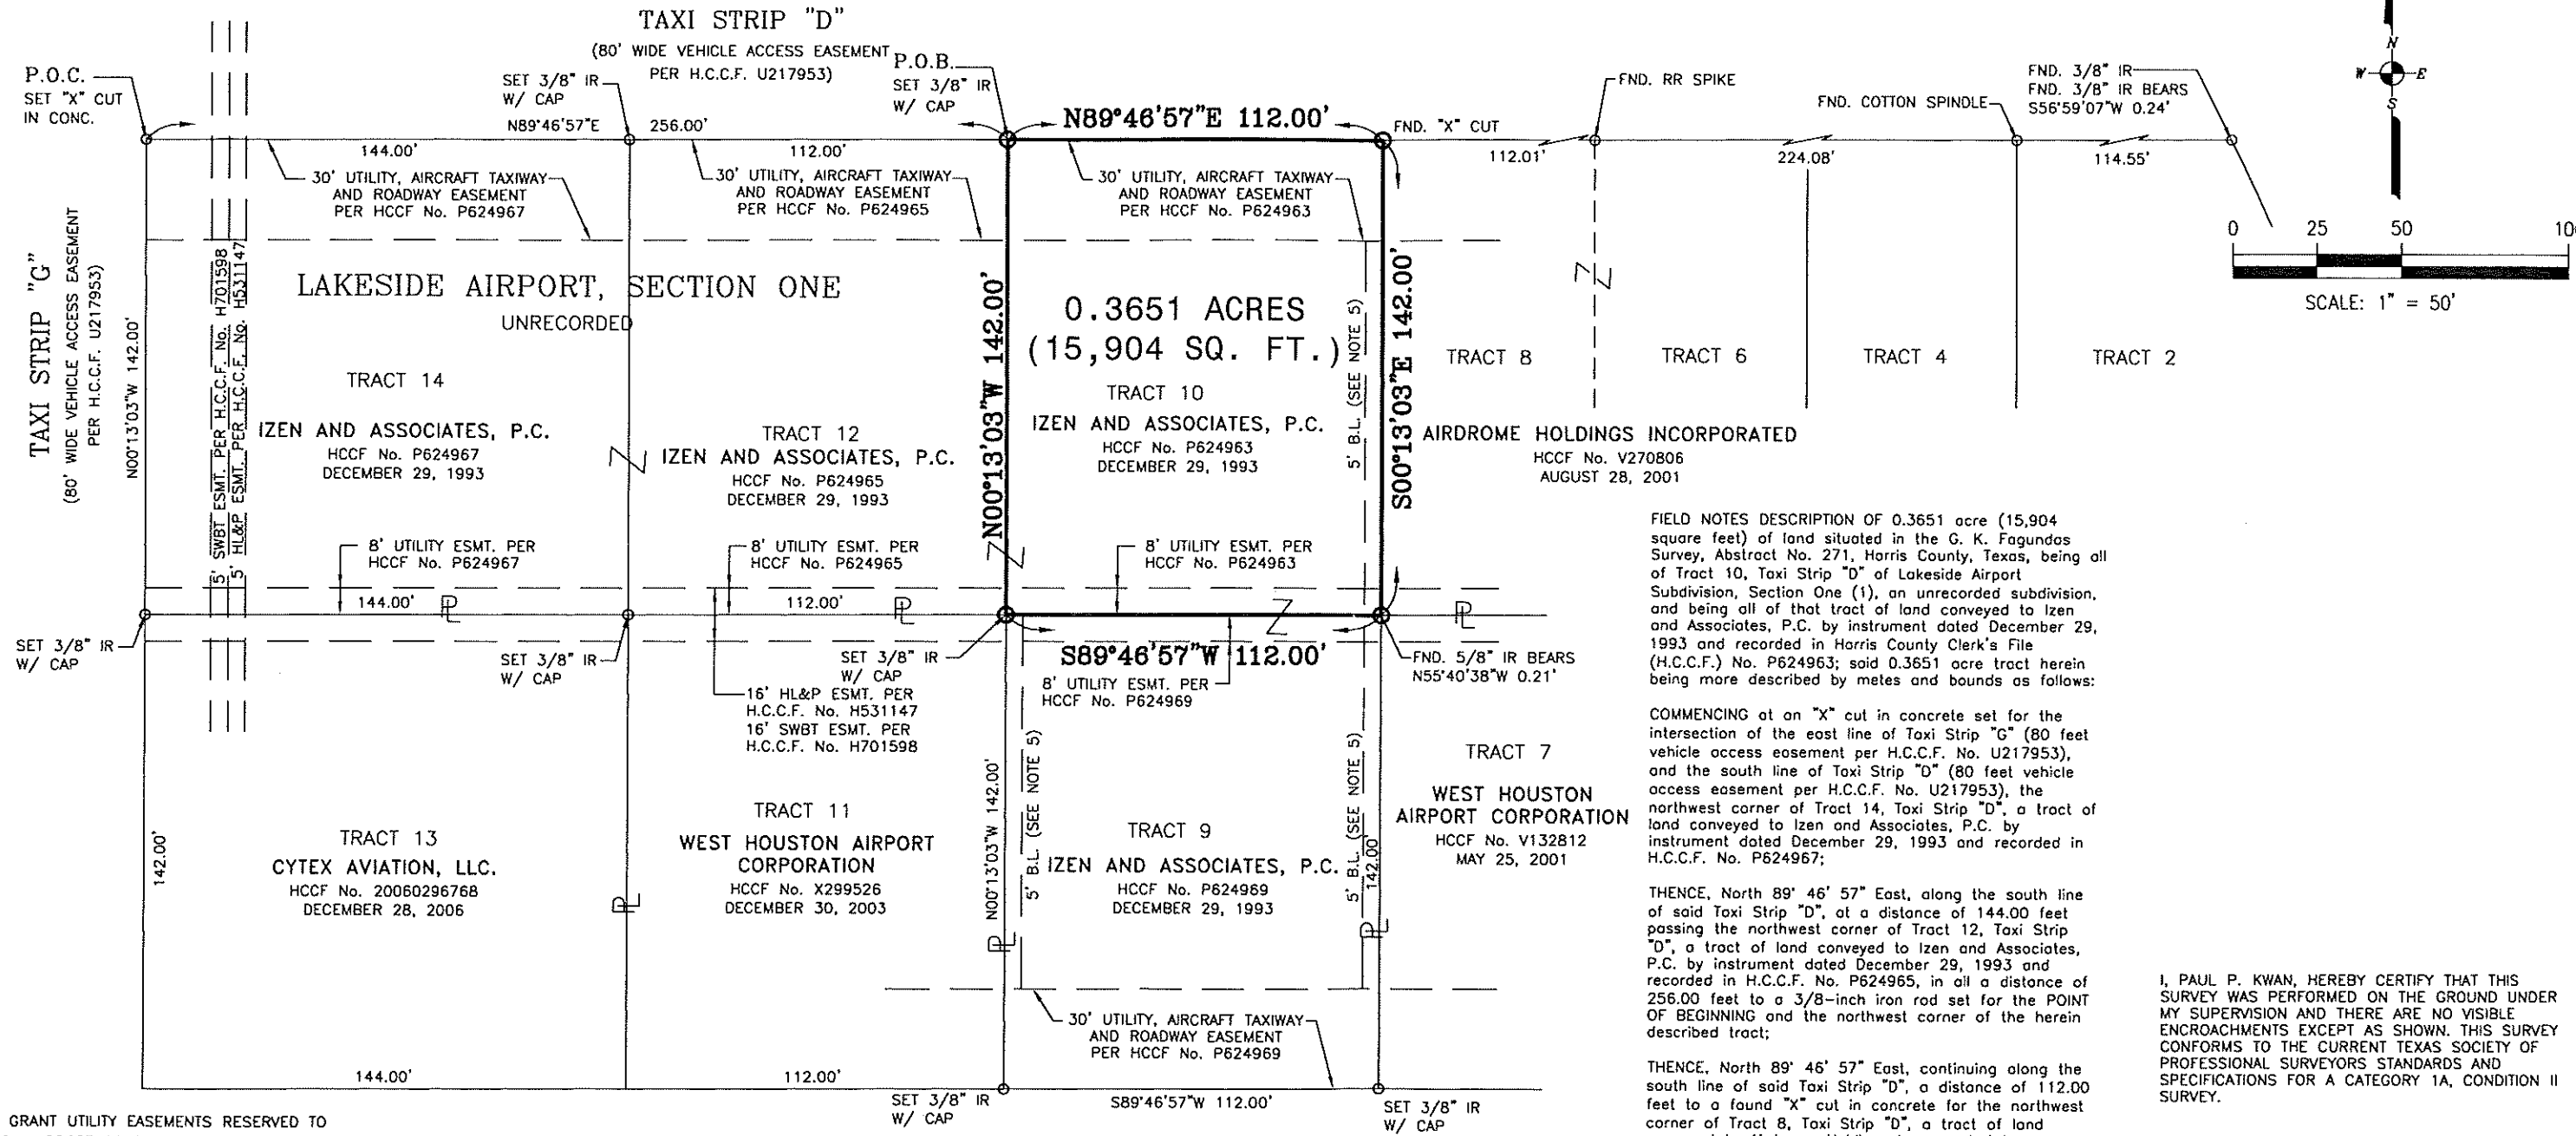 TAXI STRIP "D"
(80' WIDE VEHICLE ACCESS EASEMENT
PER H.C.C.F. U217953)
P.O.C.
SET "X" CUT
IN CONC.
SET 3/8" IR
W/ CAP
P.O.B.
SET 3/8" IR
W/ CAP
N89°46'57"E
256.00'
144.00'
112.00'
N89°46'57"E 112.00'
FND. "X" CUT
FND. RR SPIKE
FND. COTTON SPINDLE
FND. 3/8" IR
FND. 3/8" IR BEARS
S56°59'07"W 0.24'
112.01'
224.08'
114.55'
N
W
E
S
0
25
50
SCALE: 1" = 50'
30' UTILITY, AIRCRAFT TAXIWAY
AND ROADWAY EASEMENT
PER HCCF No. P624967
30' UTILITY, AIRCRAFT TAXIWAY
AND ROADWAY EASEMENT
PER HCCF No. P624965
30' UTILITY, AIRCRAFT TAXIWAY
AND ROADWAY EASEMENT
PER HCCF No. P624963
TAXI STRIP "G"
(80' WIDE VEHICLE ACCESS EASEMENT
PER H.C.C.F. U217953)
N00°13'03"W 142.00'
5' SWBT ESMT. PER H.C.C.F. No. H701598
5' HL&P ESMT. PER H.C.C.F. No. H531147
LAKESIDE AIRPORT, SECTION ONE
UNRECORDED
TRACT 14
IZEN AND ASSOCIATES, P.C.
HCCF No. P624967
DECEMBER 29, 1993
TRACT 12
IZEN AND ASSOCIATES, P.C.
HCCF No. P624965
DECEMBER 29, 1993
N00°13'03"W 142.00'
0.3651 ACRES
(15,904 SQ. FT.)
TRACT 10
IZEN AND ASSOCIATES, P.C.
HCCF No. P624963
DECEMBER 29, 1993
5' B.L. (SEE NOTE 5)
S00°13'03"E 142.00'
TRACT 8
TRACT 6
TRACT 4
TRACT 2
AIRDROME HOLDINGS INCORPORATED
HCCF No. V270806
AUGUST 28, 2001
8' UTILITY ESMT. PER
HCCF No. P624967
8' UTILITY ESMT. PER
HCCF No. P624965
8' UTILITY ESMT. PER
HCCF No. P624963
144.00'
PL
112.00'
PL
PL
SET 3/8" IR
W/ CAP
SET 3/8" IR
W/ CAP
SET 3/8" IR
W/ CAP
S89°46'57"W 112.00'
FND. 5/8" IR BEARS
N55°40'38"W 0.21'
8' UTILITY ESMT. PER
HCCF No. P624969
16' HL&P ESMT. PER
H.C.C.F. No. H531147
16' SWBT ESMT. PER
H.C.C.F. No. H701598
142.00'
TRACT 13
CYTEX AVIATION, LLC.
HCCF No. 20060296768
DECEMBER 28, 2006
PL
TRACT 11
WEST HOUSTON AIRPORT
CORPORATION
HCCF No. X299526
DECEMBER 30, 2003
N00°13'03"W 142.00'
PL
5' B.L. (SEE NOTE 5)
TRACT 9
IZEN AND ASSOCIATES, P.C.
HCCF No. P624969
DECEMBER 29, 1993
5' B.L. (SEE NOTE 5)
142.00'
PL
TRACT 7
WEST HOUSTON
AIRPORT CORPORATION
HCCF No. V132812
MAY 25, 2001
30' UTILITY, AIRCRAFT TAXIWAY
AND ROADWAY EASEMENT
PER HCCF No. P624969
144.00'
112.00'
SET 3/8" IR
W/ CAP
S89°46'57"W 112.00'
SET 3/8" IR
W/ CAP
GRANT UTILITY EASEMENTS RESERVED TO
FIELD NOTES DESCRIPTION OF 0.3651 acre (15,904
square feet) of land situated in the G. K. Fagundas
Survey, Abstract No. 271, Harris County, Texas, being all
of Tract 10, Taxi Strip "D" of Lakeside Airport
Subdivision, Section One (1), an unrecorded subdivision,
and being all of that tract of land conveyed to Izen
and Associates, P.C. by instrument dated December 29,
1993 and recorded in Harris County Clerk's File
(H.C.C.F.) No. P624963; said 0.3651 acre tract herein
being more described by metes and bounds as follows:
COMMENCING at an "X" cut in concrete set for the
intersection of the east line of Taxi Strip "G" (80 feet
vehicle access easement per H.C.C.F. No. U217953),
and the south line of Taxi Strip "D" (80 feet vehicle
access easement per H.C.C.F. No. U217953), the
northwest corner of Tract 14, Taxi Strip "D", a tract of
land conveyed to Izen and Associates, P.C. by
instrument dated December 29, 1993 and recorded in
H.C.C.F. No. P624967;
THENCE, North 89° 46' 57" East, along the south line
of said Taxi Strip "D", at a distance of 144.00 feet
passing the northwest corner of Tract 12, Taxi Strip
"D", a tract of land conveyed to Izen and Associates,
P.C. by instrument dated December 29, 1993 and
recorded in H.C.C.F. No. P624965, in all a distance of
256.00 feet to a 3/8-inch iron rod set for the POINT
OF BEGINNING and the northwest corner of the herein
described tract;
THENCE, North 89° 46' 57" East, continuing along the
south line of said Taxi Strip "D", a distance of 112.00
feet to a found "X" cut in concrete for the northwest
corner of Tract 8, Taxi Strip "D", a tract of land
I, PAUL P. KWAN, HEREBY CERTIFY THAT THIS
SURVEY WAS PERFORMED ON THE GROUND UNDER
MY SUPERVISION AND THERE ARE NO VISIBLE
ENCROACHMENTS EXCEPT AS SHOWN. THIS SURVEY
CONFORMS TO THE CURRENT TEXAS SOCIETY OF
PROFESSIONAL SURVEYORS STANDARDS AND
SPECIFICATIONS FOR A CATEGORY 1A, CONDITION II
SURVEY.